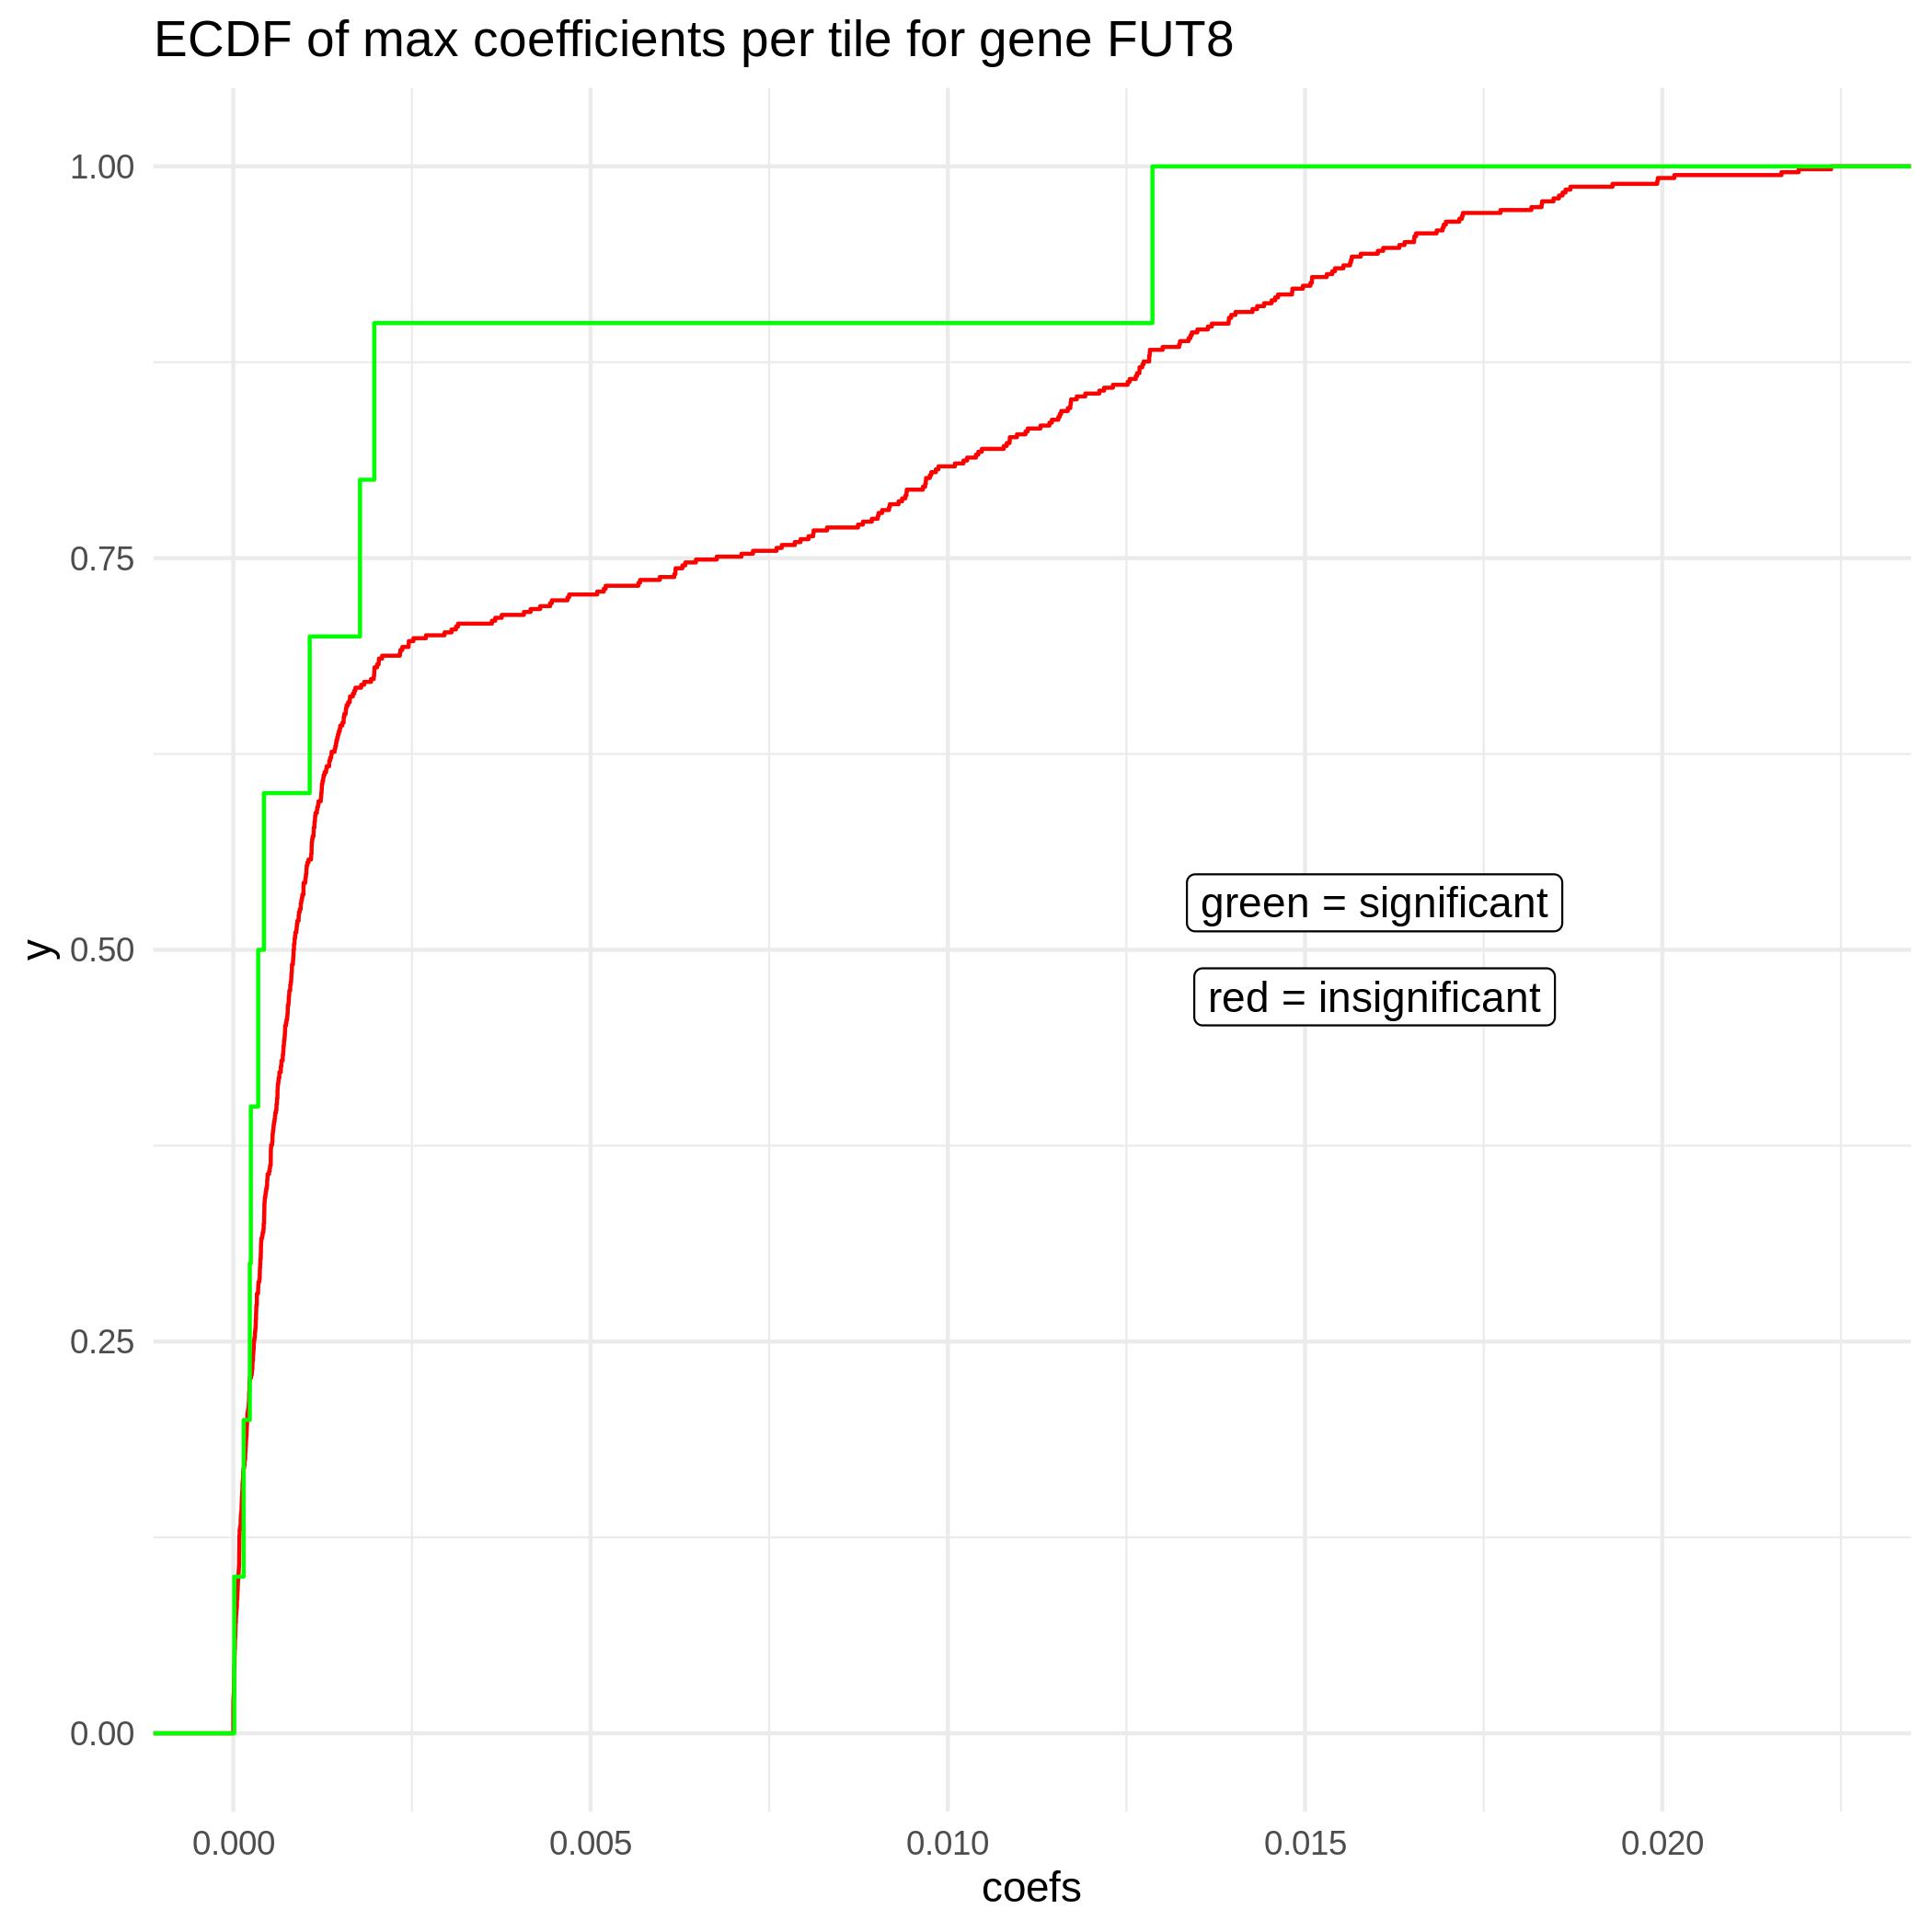 ECDF of max coefficients per tile for gene FUT8
1.00
0.75
0.50
0.25
0.00
y
green = significant
red = insignificant
0.000 0.005 0.010 0.015 0.020
coefs